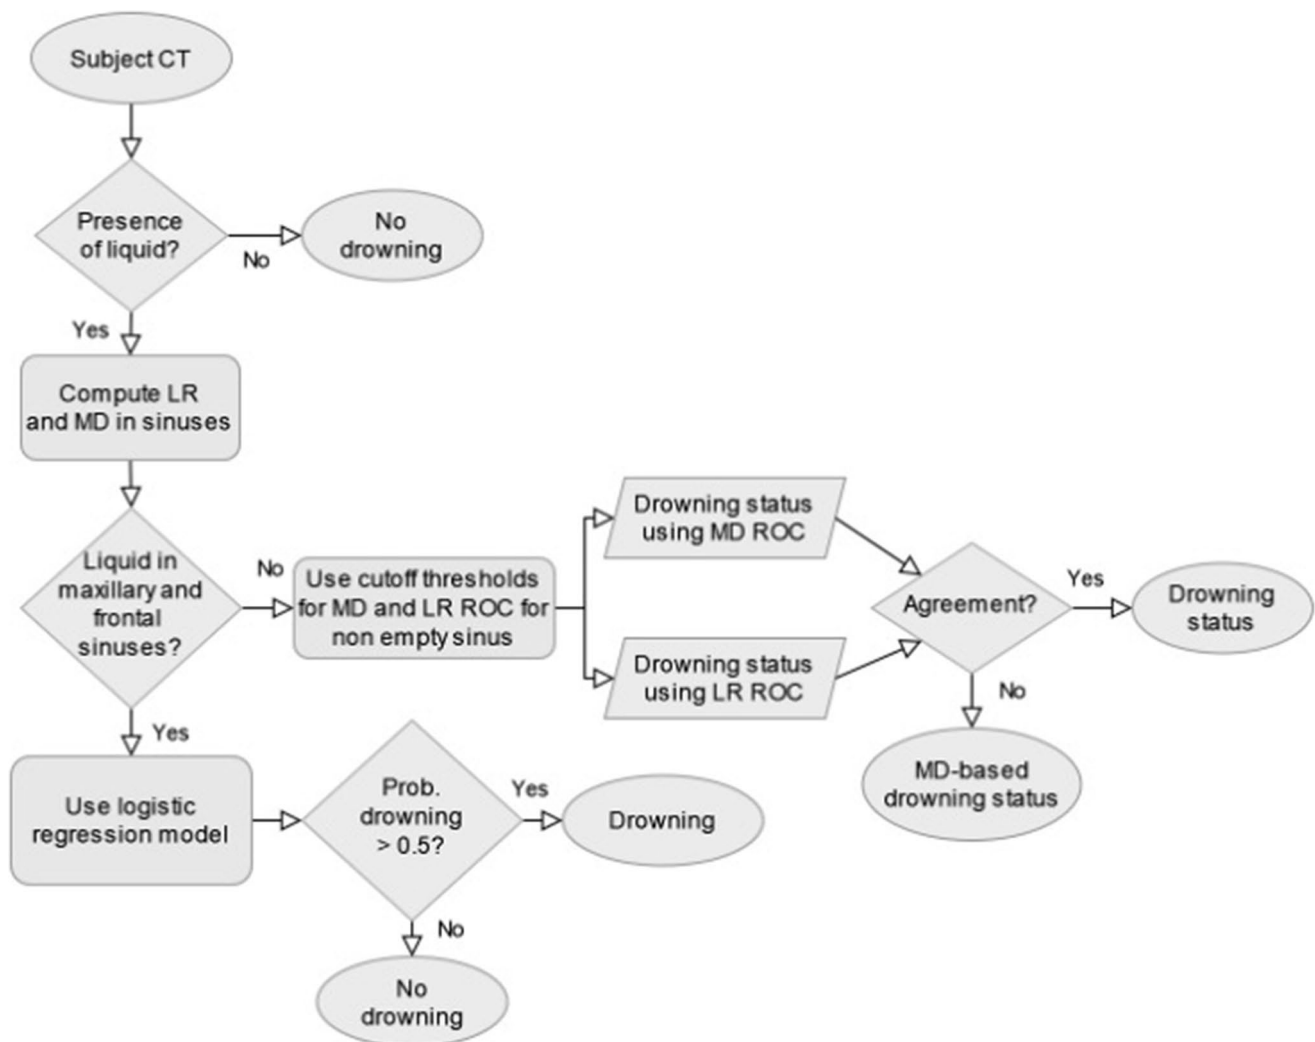 Subject CT
Presence
of liquid?
No
No
drowning
Yes
Compute LR
and MD in sinuses
Liquid in
maxillary and
frontal
sinuses?
No
Use cutoff thresholds
for MD and LR ROC for
non empty sinus
Drowning status
using MD ROC
Drowning status
using LR ROC
Agreement?
Yes
Drowning
status
No
MD-based
drowning status
Yes
Use logistic
regression model
Prob.
drowning
> 0.5?
Yes
Drowning
No
No
drowning